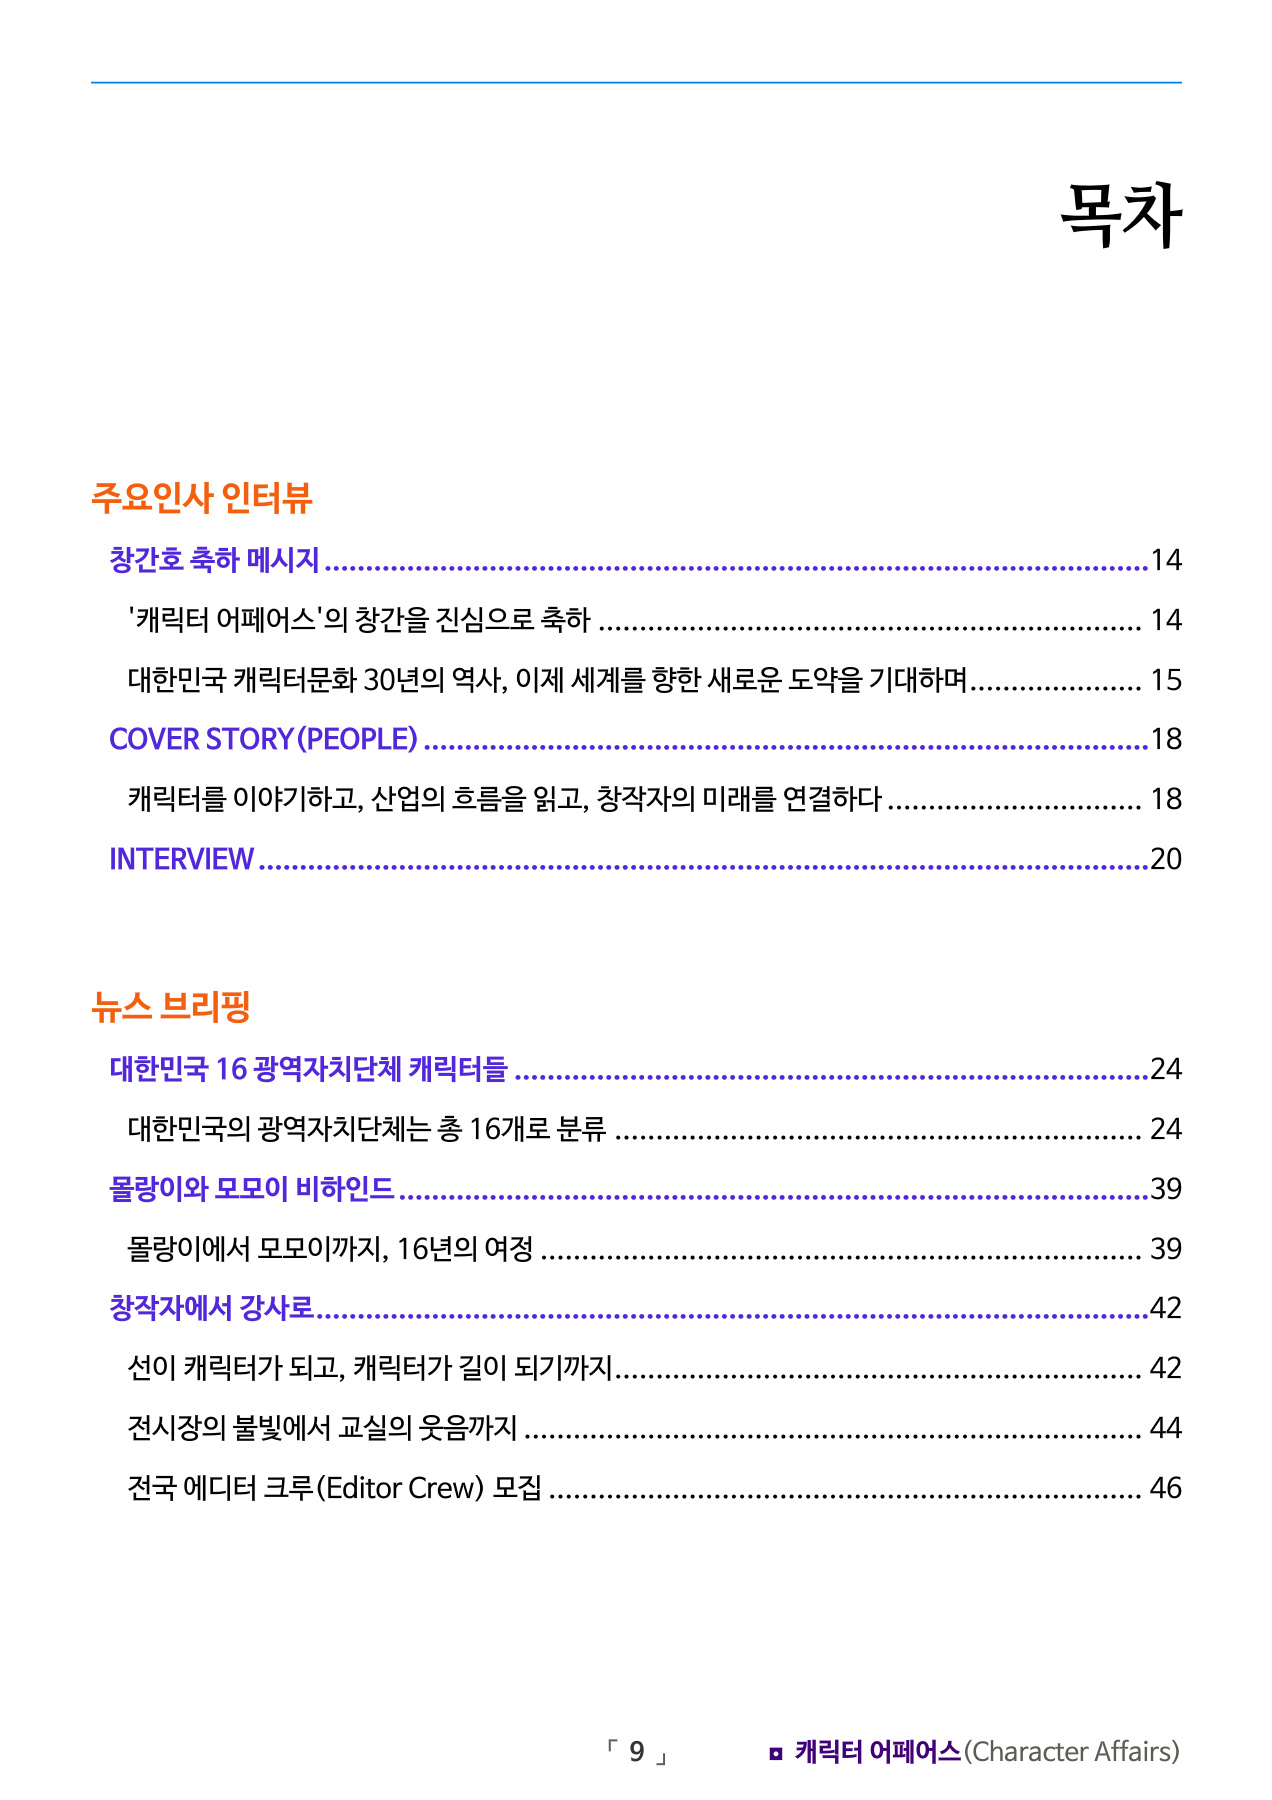 목차
주요인사 인터뷰
창간호 축하 메시지 ........................................ 14
'캐릭터 어페어스'의 창간을 진심으로 축하 ........................................ 14
대한민국 캐릭터문화 30년의 역사, 이제 세계를 향한 새로운 도약을 기대하며..................... 15
COVER STORY(PEOPLE) ........................................ 18
캐릭터를 이야기하고, 산업의 흐름을 읽고, 창작자의 미래를 연결하다 ............................... 18
INTERVIEW ........................................ 20
뉴스 브리핑
대한민국 16 광역자치단체 캐릭터들 ........................................ 24
대한민국의 광역자치단체는 총 16개로 분류 ........................................ 24
몰랑이와 모모이 비하인드 ........................................ 39
몰랑이에서 모모이까지, 16년의 여정 ........................................ 39
창작자에서 강사로........................................ 42
선이 캐릭터가 되고, 캐릭터가 길이 되기까지........................................ 42
전시장의 불빛에서 교실의 웃음까지 ........................................ 44
전국 에디터 크루(Editor Crew) 모집 ........................................ 46
「 9 」
◘ 캐릭터 어페어스(Character Affairs)